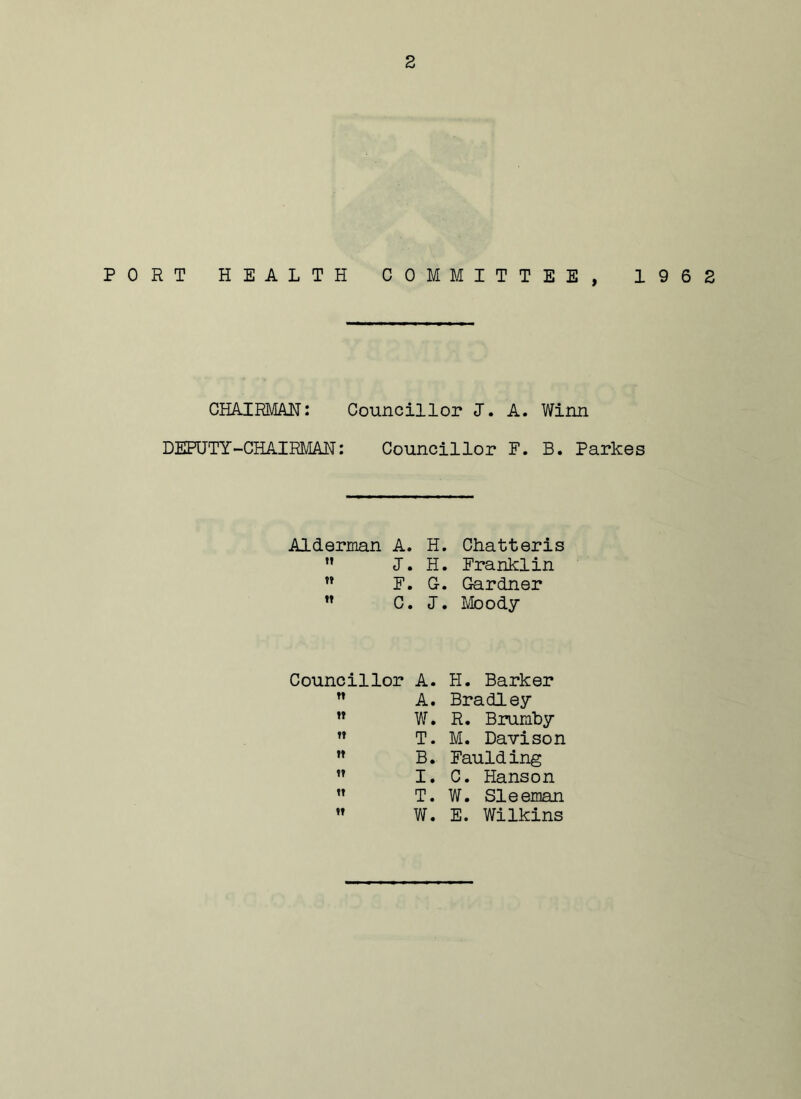 2
PORT HEALTH COMMITTEE, 1962
CHAIRMAN: Councillor J. A. Winn
DEPUTY-CHAIRMAN: Councillor F. B. Parkes
Alderman A. H. Chatteris
" J. H. Franklin
" F. G. Gardner
" C. J. Moody
Councillor A. H. Barker
" A. Bradley
" W. R. Brumby
" T. M. Davison
" B. Faulding
" I. C. Hanson
" T. W. Sleeman
" W. E. Wilkins